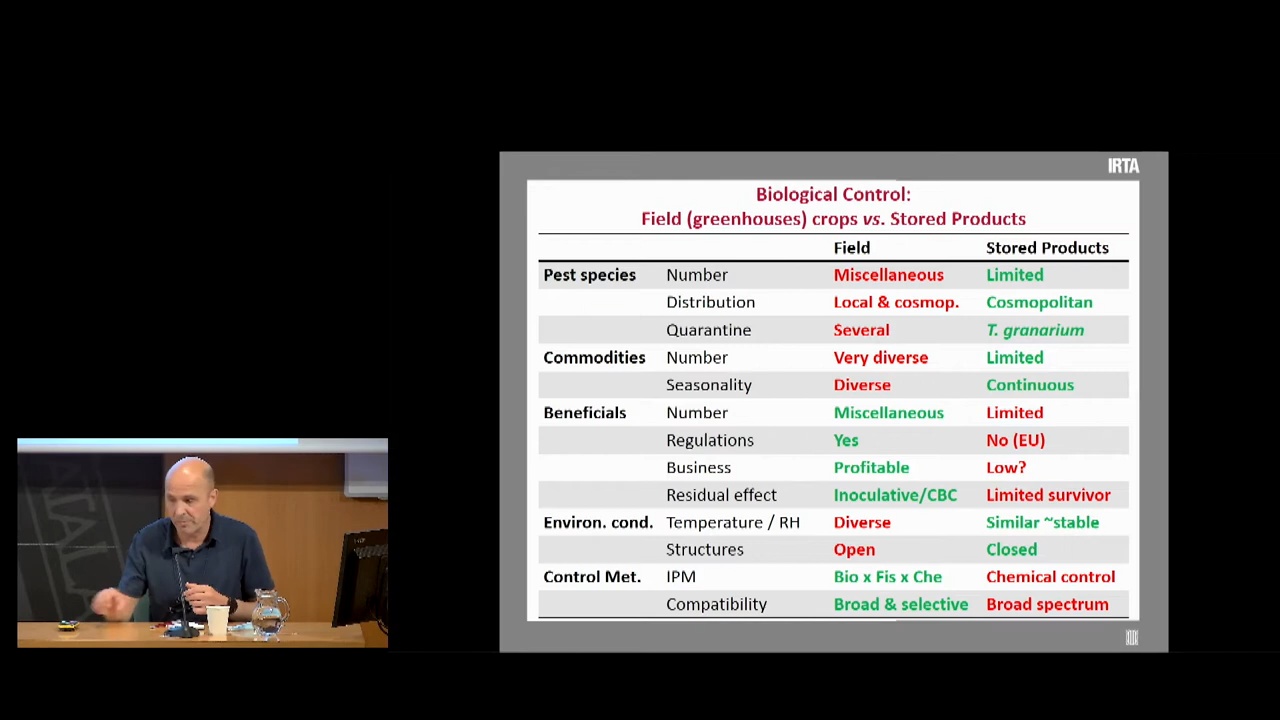 IRTA
Biological Control:
Field (greenhouses) crops vs. Stored Products
Field Stored Products
Pest species Number Miscellaneous Limited
Distribution Local & cosmop. Cosmopolitan
Quarantine Several T. granarium
Commodities Number Very diverse Limited
Seasonality Diverse Continuous
Beneficials Number Miscellaneous Limited
Regulations Yes No (EU)
Business Profitable Low?
Residual effect Inoculative/CBC Limited survivor
Environ. cond. Temperature / RH Diverse Similar ~stable
Structures Open Closed
Control Met. IPM Bio x Fis x Che Chemical control
Compatibility Broad & selective Broad spectrum